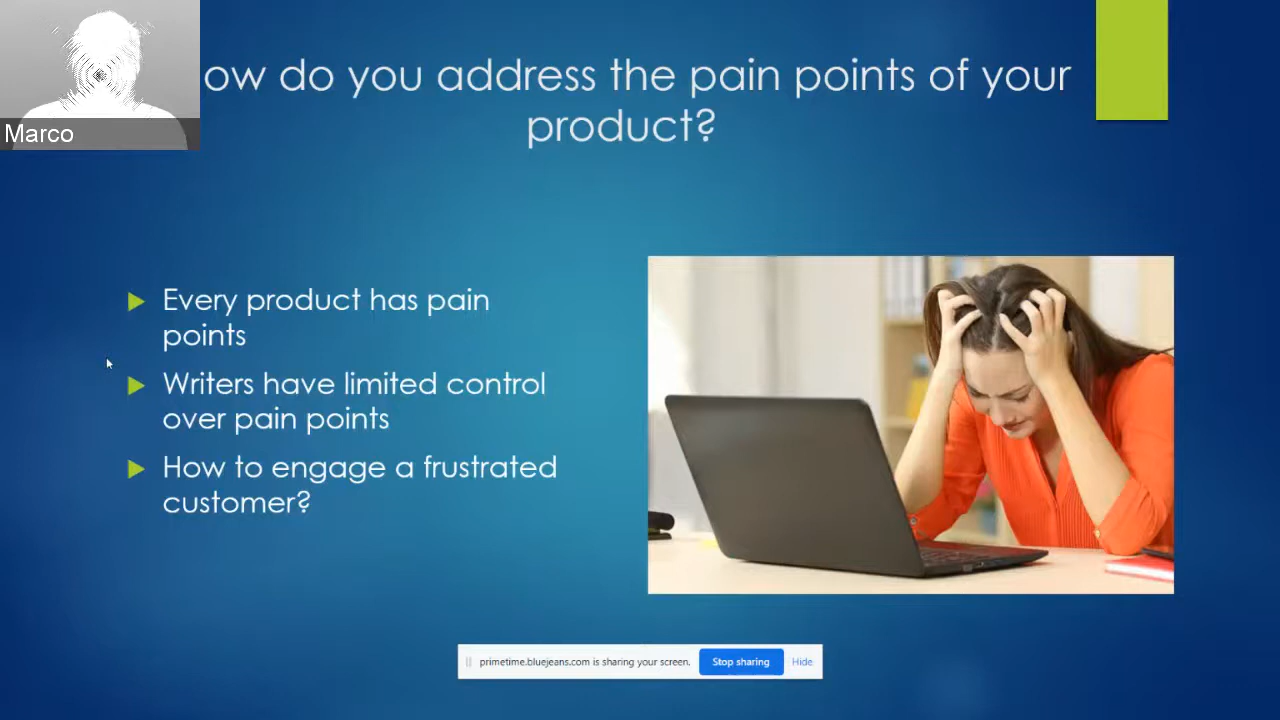 ow do you address the pain points of your
product?
Marco
Every product has pain
points
Writers have limited control
over pain points
How to engage a frustrated
customer?
primetime.bluejeans.com is sharing your screen.
Stop sharing
Hide